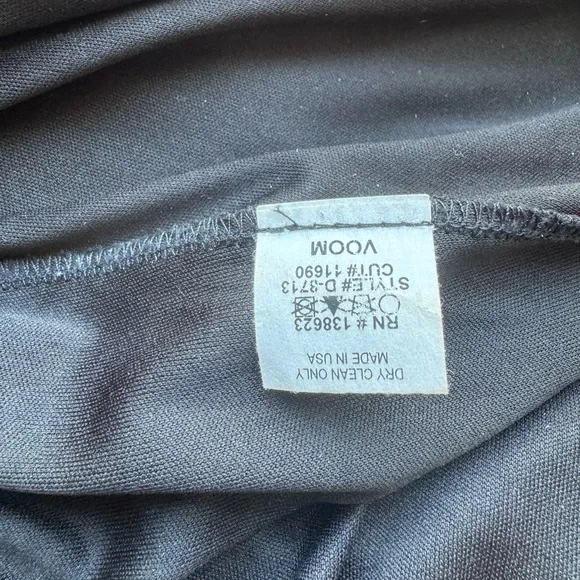 DRY CLEAN ONLY
MADE IN USA
RN # 138623
STYLE# D-3713
CUT# 11690
VOOM